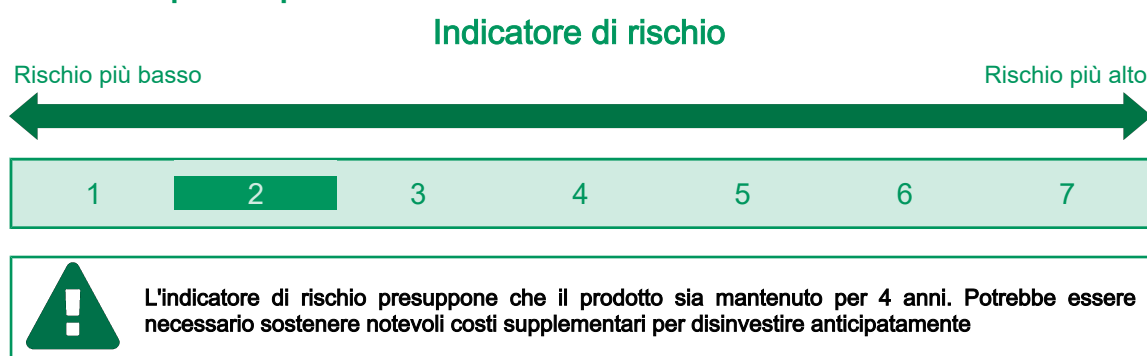 Indicatore di rischio
Rischio più basso Rischio più alto
1 2 3 4 5 6 7
L'indicatore di rischio presuppone che il prodotto sia mantenuto per 4 anni. Potrebbe essere
necessario sostenere notevoli costi supplementari per disinvestire anticipatamente